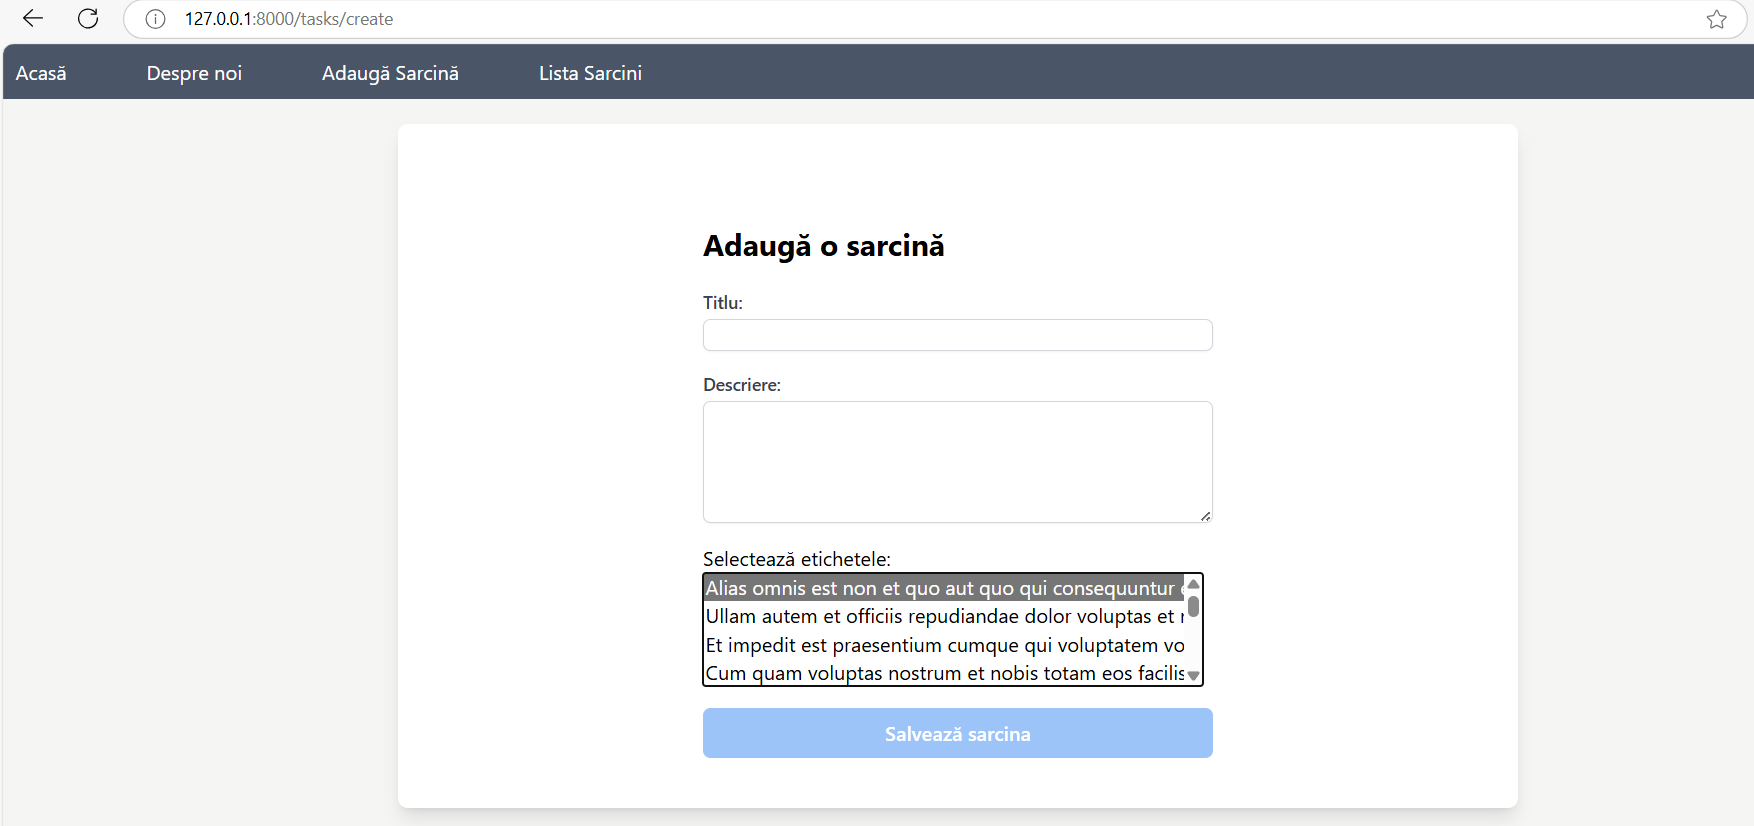 127.0.0.1:8000/tasks/create
Acasă Despre noi Adaugă Sarcină Lista Sarcini
Adaugă o sarcină
Titlu:
Descriere:
Selectează etichetele:
Alias omnis est non et quo aut quo qui consequuntur
Ullam autem et officiis repudiandae dolor voluptas et
Et impedit est praesentium cumque qui voluptatem vo
Cum quam voluptas nostrum et nobis totam eos facilis
Salvează sarcina